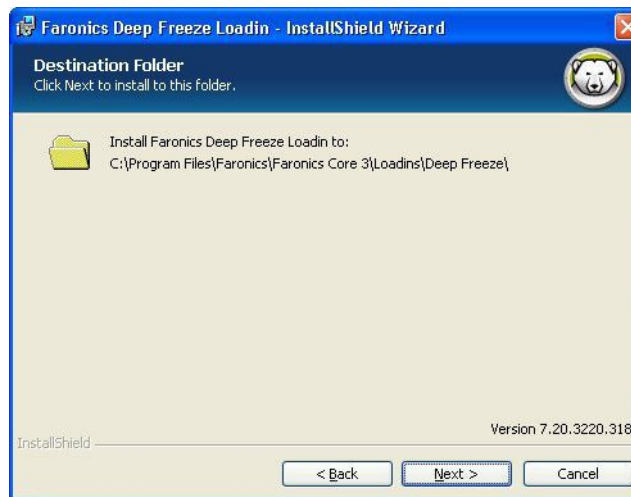 Faronics Deep Freeze Loadin - InstallShield Wizard
Destination Folder
Click Next to install to this folder.
Install Faronics Deep Freeze Loadin to:
C:\Program Files\Faronics\Faronics Core 3\Loadins\Deep Freeze\
Version 7.20.3220.318
InstallShield
< Back
Next >
Cancel